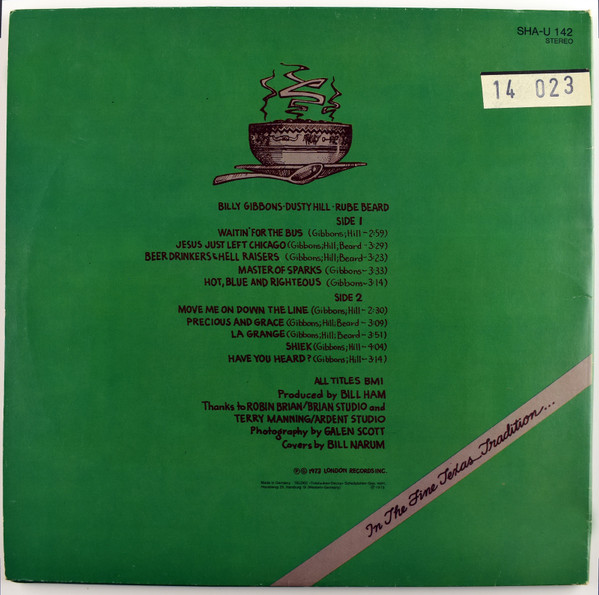 SHA-U 142
STEREO
14 023
BILLY GIBBONS·DUSTY HILL·RUBE BEARD
SIDE 1
WAITIN' FOR THE BUS (Gibbons;Hill-2:59)
JESUS JUST LEFT CHICAGO (Gibbons;Hill;Beard-3:29)
BEER DRINKERS & HELL RAISERS (Gibbons;Hill;Beard-3:23)
MASTER OF SPARKS (Gibbons-3:33)
HOT, BLUE AND RIGHTEOUS (Gibbons-3:14)
SIDE 2
MOVE ME ON DOWN THE LINE (Gibbons;Hill-2:30)
PRECIOUS AND GRACE (Gibbons;Hill;Beard-3:09)
LA GRANGE (Gibbons;Hill;Beard-3:51)
SHIEK (Gibbons;Hill-4:04)
HAVE YOU HEARD? (Gibbons;Hill-3:14)
ALL TITLES BMI
Produced by BILL HAM
Thanks to ROBIN BRIAN/BRIAN STUDIO and
TERRY MANNING/ARDENT STUDIO
Photography by GALEN SCOTT
Covers by BILL NARUM
℗ © 1973 LONDON RECORDS INC.
Made in Germany
In The Fine Texas Tradition...